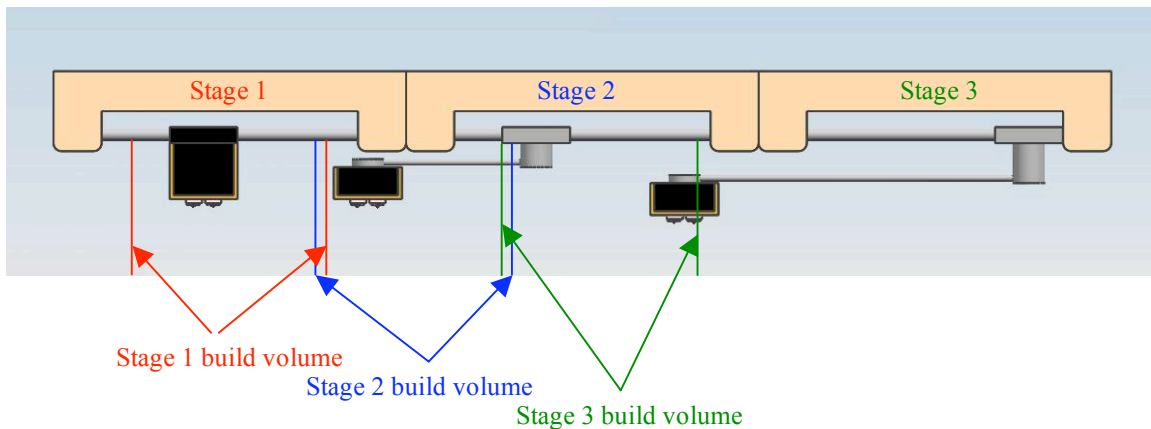 Stage 1
Stage 2
Stage 3
Stage 1 build volume
Stage 2 build volume
Stage 3 build volume